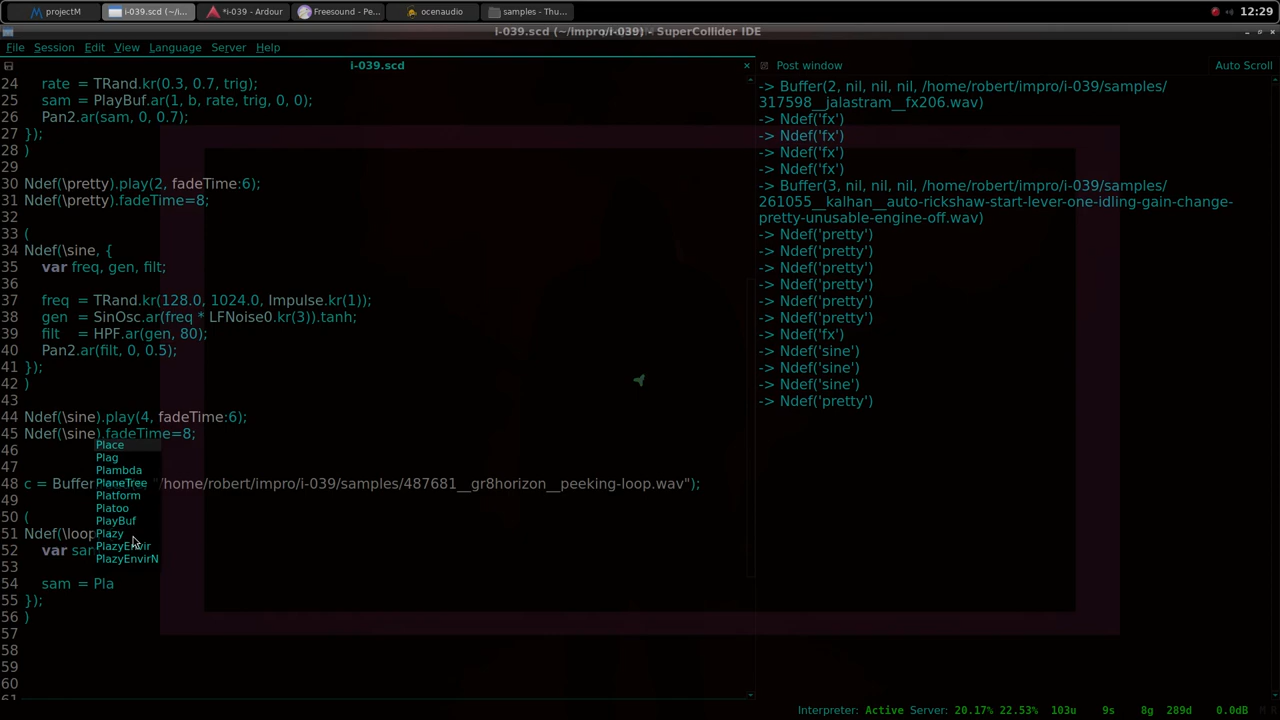 projectM
i-039.scd (~/i...
*i-039 - Ardour
Freesound - Pe...
ocenaudio
samples - Thu...
12:29
i-039.scd (~/impro/i-039) - SuperCollider IDE
File Session Edit View Language Server Help
i-039.scd
Post window
Auto Scroll
24 rate = TRand.kr(0.3, 0.7, trig);
25 sam = PlayBuf.ar(1, b, rate, trig, 0, 0);
26 Pan2.ar(sam, 0, 0.7);
27 });
28 )
29
30 Ndef(\pretty).play(2, fadeTime:6);
31 Ndef(\pretty).fadeTime=8;
32
33 (
34 Ndef(\sine, {
35 var freq, gen, filt;
36
37 freq = TRand.kr(128.0, 1024.0, Impulse.kr(1));
38 gen = SinOsc.ar(freq * LFNoise0.kr(3)).tanh;
39 filt = HPF.ar(gen, 80);
40 Pan2.ar(filt, 0, 0.5);
41 });
42 )
43
44 Ndef(\sine).play(4, fadeTime:6);
45 Ndef(\sine).fadeTime=8;
46
47
48 c = Buffer "/home/robert/impro/i-039/samples/487681__gr8horizon__peeking-loop.wav");
49
50 (
51 Ndef(\loop
52 var sam
53
54 sam = Pla
55 });
56 )
57
58
59
60
61
Place
Plag
Plambda
PlaneTree
Platform
Platoo
PlayBuf
Plazy
PlazyEnvir
PlazyEnvirN
-> Buffer(2, nil, nil, nil, /home/robert/impro/i-039/samples/
317598__jalastram__fx206.wav)
-> Ndef('fx')
-> Ndef('fx')
-> Ndef('fx')
-> Ndef('fx')
-> Buffer(3, nil, nil, nil, /home/robert/impro/i-039/samples/
261055__kalhan__auto-rickshaw-start-lever-one-idling-gain-change-
pretty-unusable-engine-off.wav)
-> Ndef('pretty')
-> Ndef('pretty')
-> Ndef('pretty')
-> Ndef('pretty')
-> Ndef('pretty')
-> Ndef('pretty')
-> Ndef('fx')
-> Ndef('sine')
-> Ndef('sine')
-> Ndef('sine')
-> Ndef('pretty')
Interpreter: Active Server: 20.17% 22.53% 103u 9s 8g 289d 0.0dB